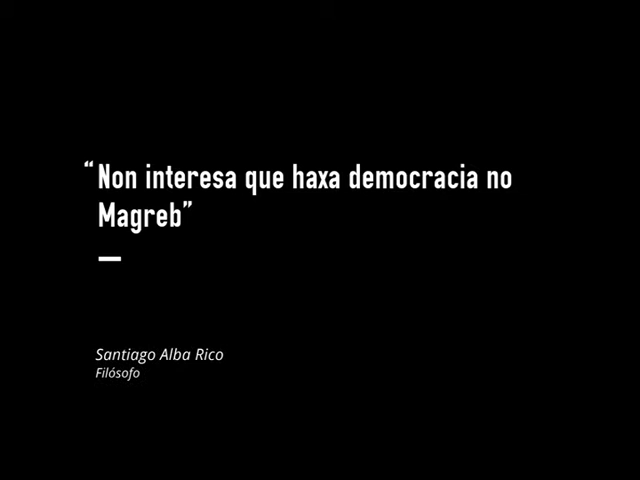 “Non interesa que haxa democracia no
Magreb”
Santiago Alba Rico
Filósofo